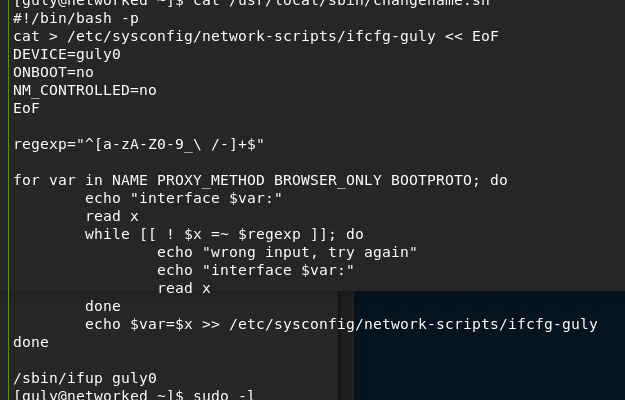 [guly@networked ~]$ cat /usr/local/sbin/changename.sh
#!/bin/bash -p
cat > /etc/sysconfig/network-scripts/ifcfg-guly << EoF
DEVICE=guly0
ONBOOT=no
NM_CONTROLLED=no
EoF

regexp="^[a-zA-Z0-9_\ /-]+$"

for var in NAME PROXY_METHOD BROWSER_ONLY BOOTPROTO; do
        echo "interface $var:"
        read x
        while [[ ! $x =~ $regexp ]]; do
                echo "wrong input, try again"
                echo "interface $var:"
                read x
        done
        echo $var=$x >> /etc/sysconfig/network-scripts/ifcfg-guly
done

/sbin/ifup guly0
[guly@networked ~]$ sudo -l